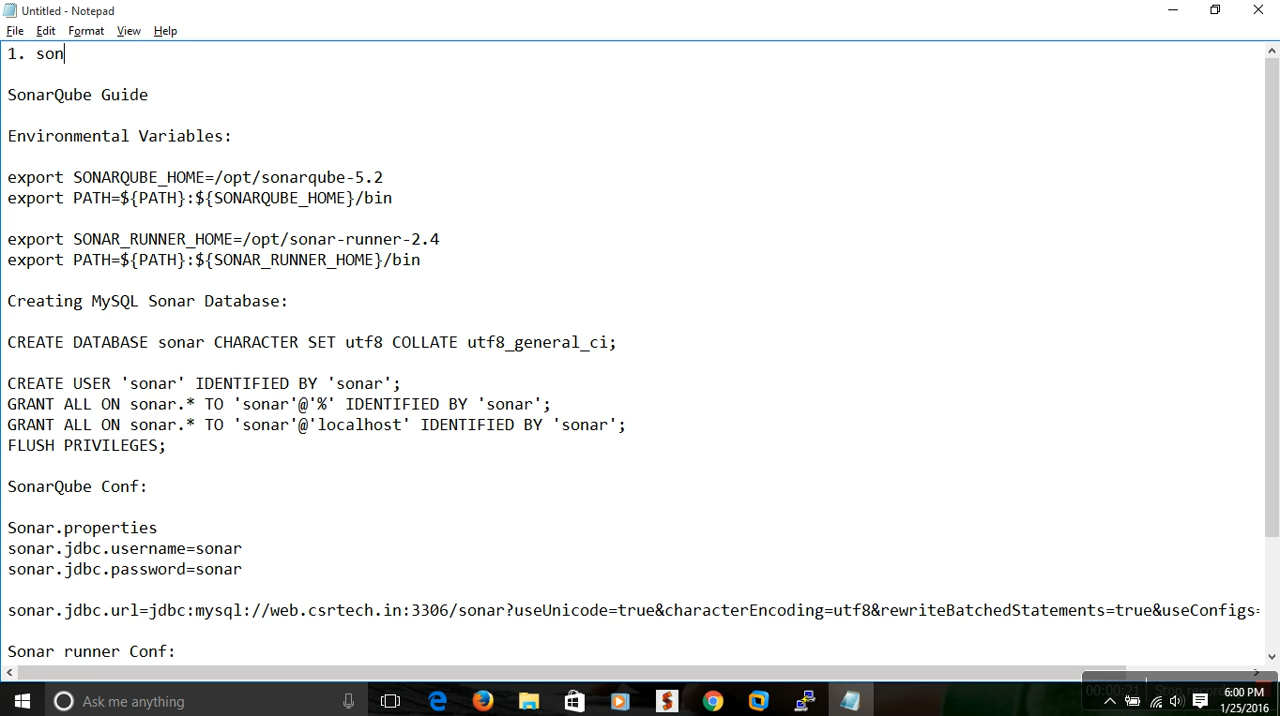 Untitled - Notepad
File Edit Format View Help
1. son
SonarQube Guide
Environmental Variables:
export SONARQUBE_HOME=/opt/sonarqube-5.2
export PATH=${PATH}:${SONARQUBE_HOME}/bin
export SONAR_RUNNER_HOME=/opt/sonar-runner-2.4
export PATH=${PATH}:${SONAR_RUNNER_HOME}/bin
Creating MySQL Sonar Database:
CREATE DATABASE sonar CHARACTER SET utf8 COLLATE utf8_general_ci;
CREATE USER 'sonar' IDENTIFIED BY 'sonar';
GRANT ALL ON sonar.* TO 'sonar'@'%' IDENTIFIED BY 'sonar';
GRANT ALL ON sonar.* TO 'sonar'@'localhost' IDENTIFIED BY 'sonar';
FLUSH PRIVILEGES;
SonarQube Conf:
Sonar.properties
sonar.jdbc.username=sonar
sonar.jdbc.password=sonar
sonar.jdbc.url=jdbc:mysql://web.csrtech.in:3306/sonar?useUnicode=true&characterEncoding=utf8&rewriteBatchedStatements=true&useConfigs=
Sonar runner Conf:
Ask me anything
6:00 PM
1/25/2016